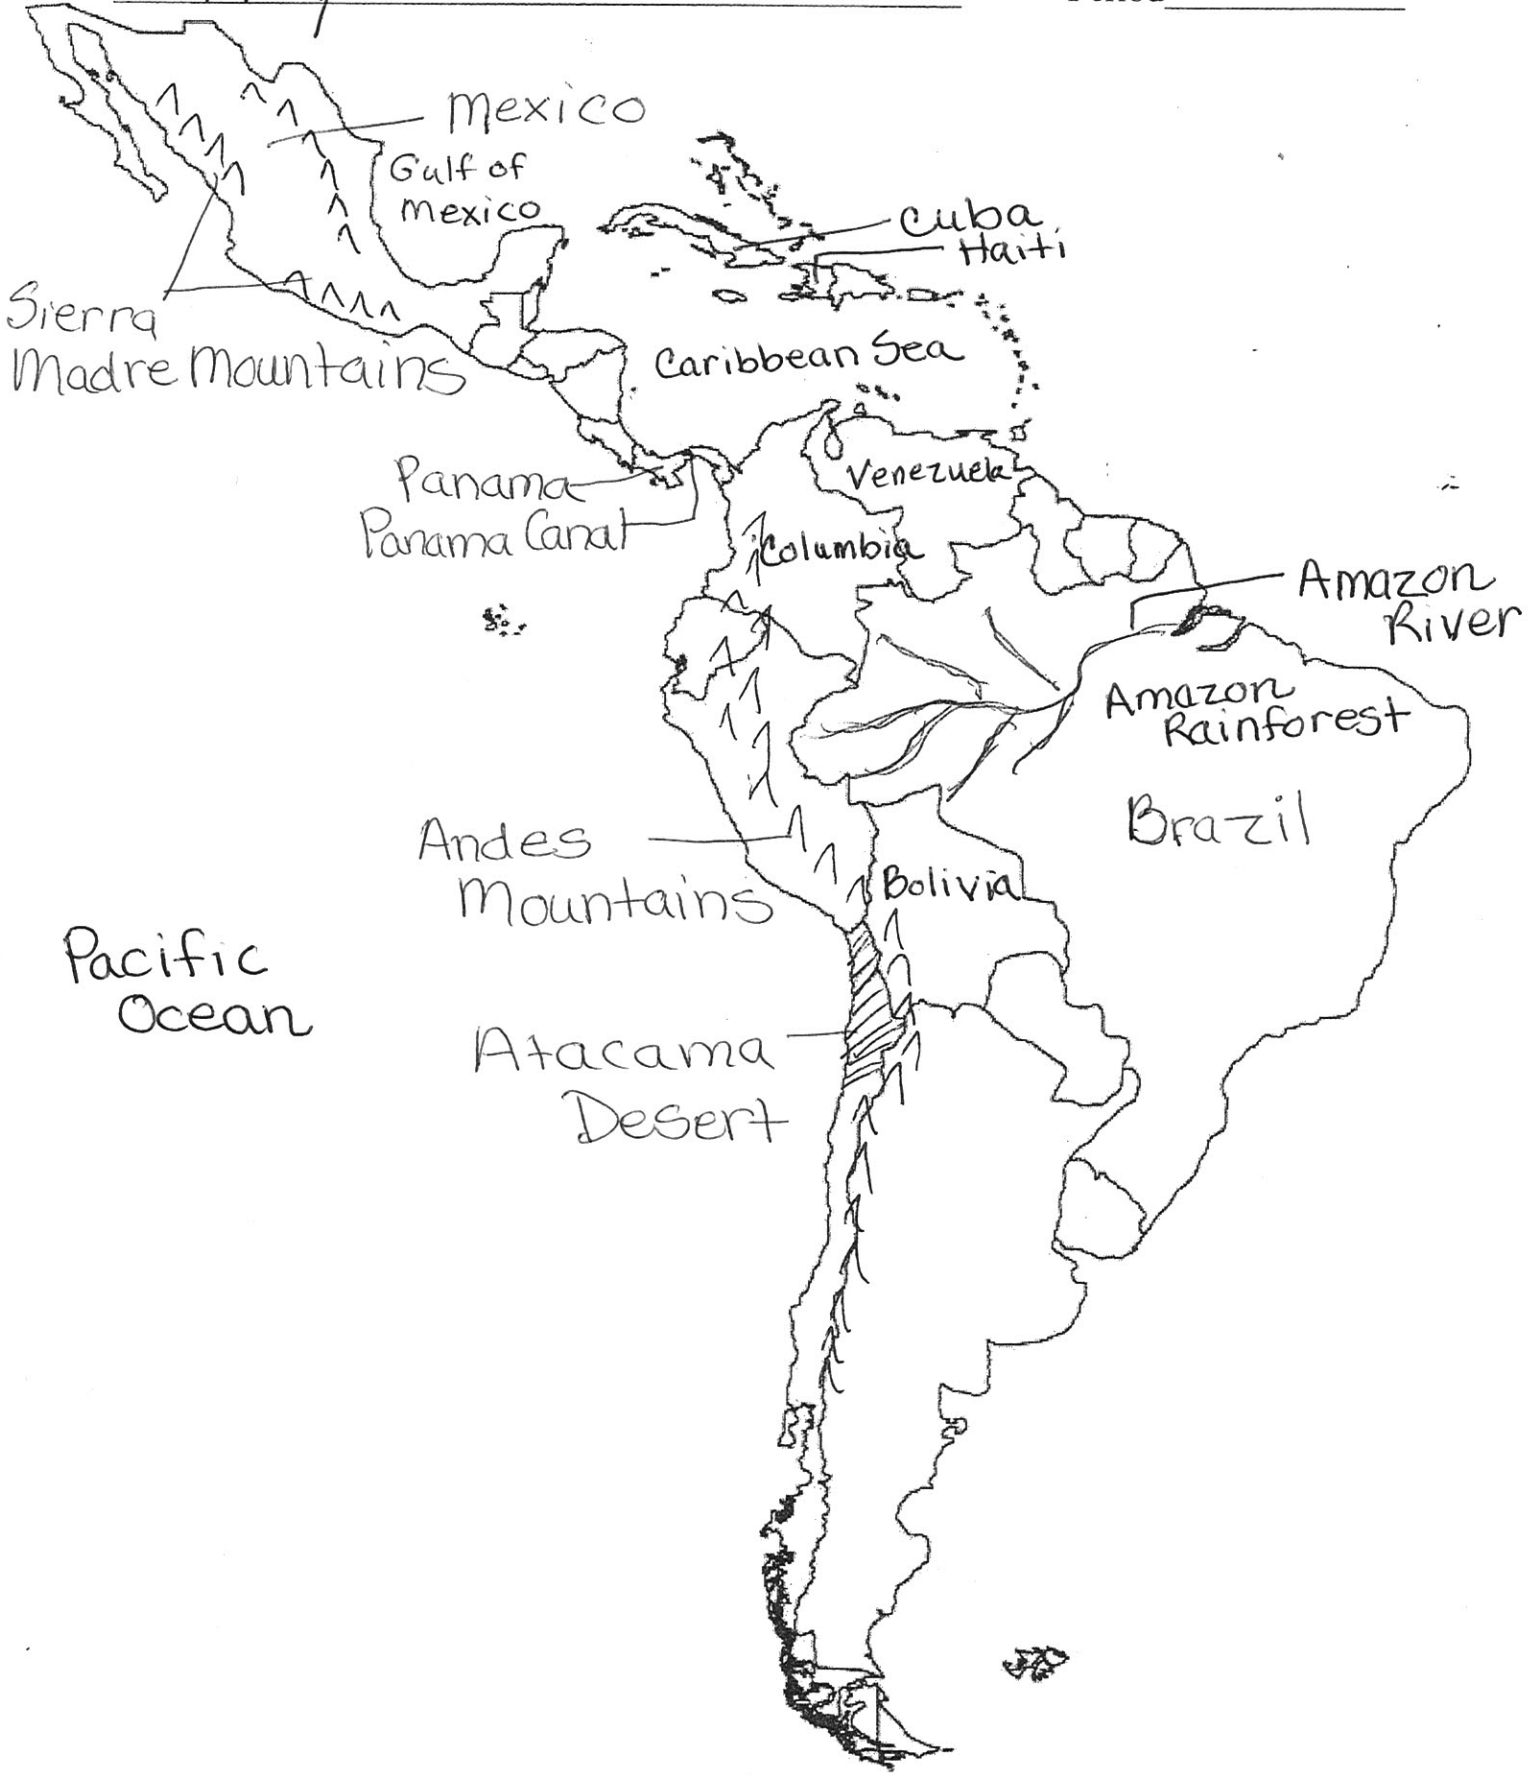 mexico
Gulf of
mexico
Cuba
Haiti
Sierra
Madre Mountains
Caribbean Sea
Panama
Panama Canal
Venezuela
Columbia
Amazon
River
Amazon
Rainforest
Brazil
Andes
Mountains
Bolivia
Pacific
Ocean
Atacama
Desert